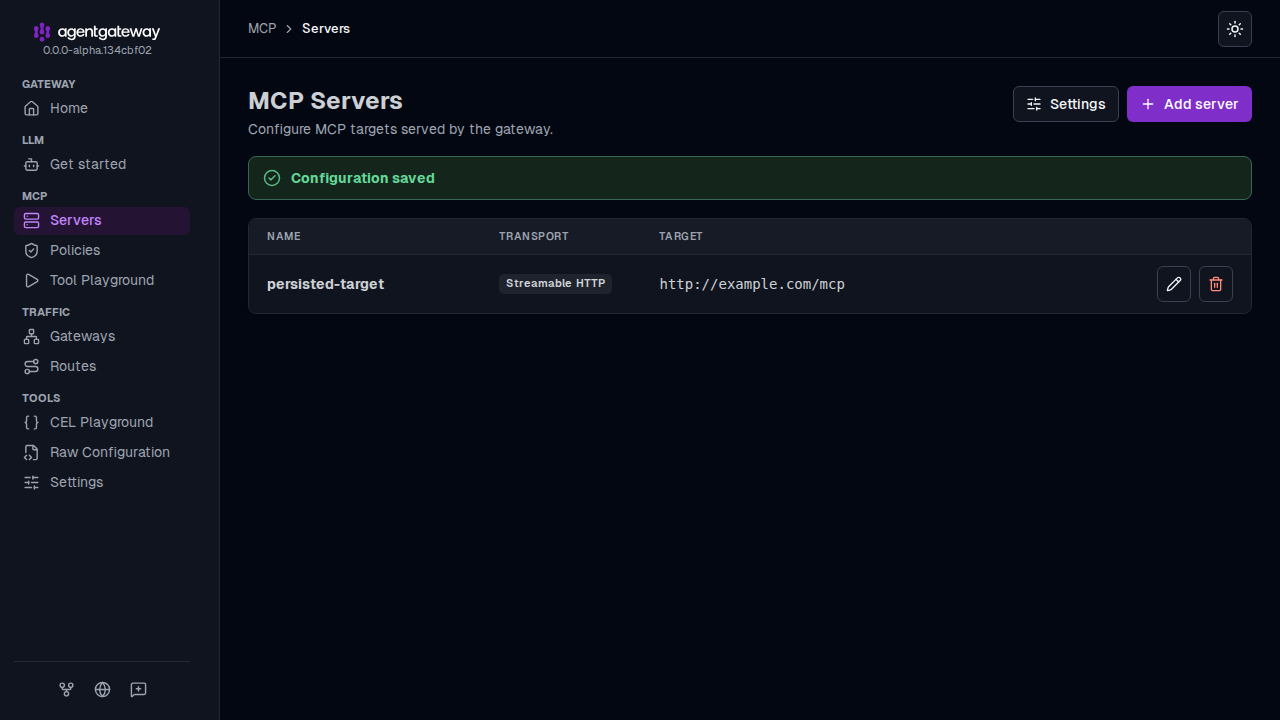 agentgateway
0.0.0-alpha.134cbf02
GATEWAY
Home
LLM
Get started
MCP
Servers
Policies
Tool Playground
TRAFFIC
Gateways
Routes
TOOLS
CEL Playground
Raw Configuration
Settings
MCP > Servers
MCP Servers
Configure MCP targets served by the gateway.
Settings
Add server
Configuration saved
NAME TRANSPORT TARGET
persisted-target Streamable HTTP http://example.com/mcp